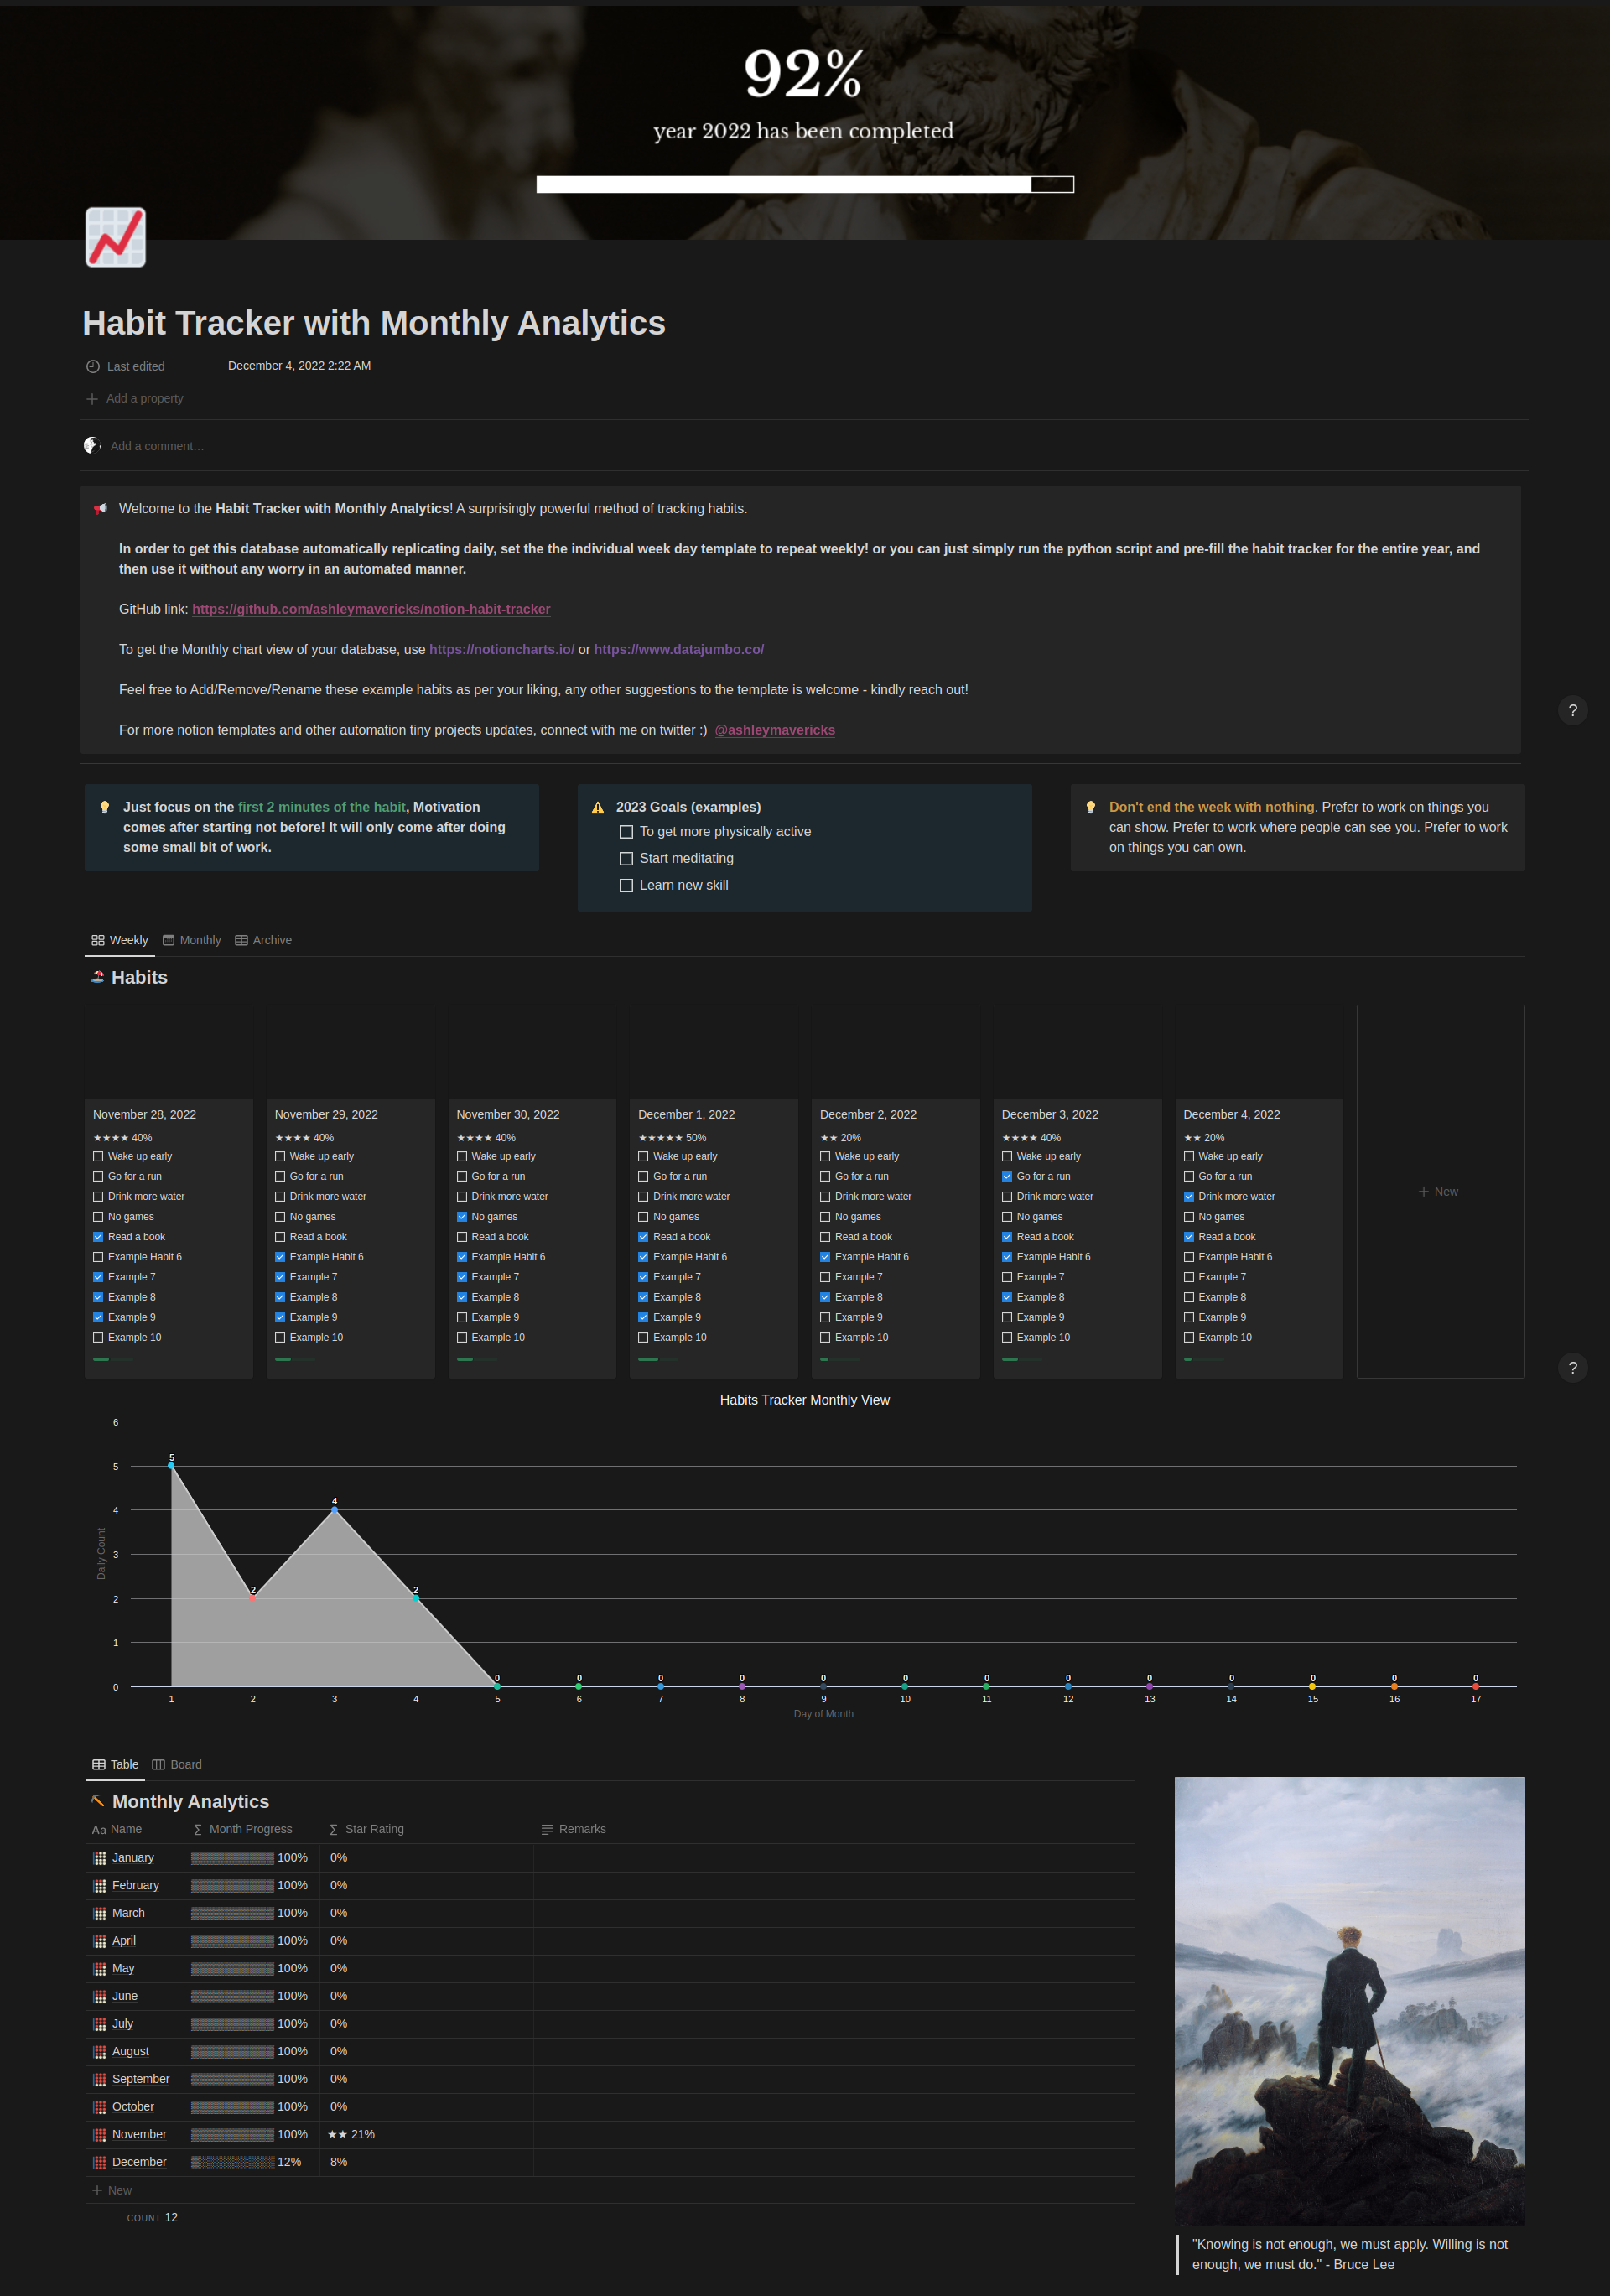 92%
year 2022 has been completed
Habit Tracker with Monthly Analytics
Last edited December 4, 2022 2:22 AM
Add a property
Add a comment…
Welcome to the Habit Tracker with Monthly Analytics! A surprisingly powerful method of tracking habits.
In order to get this database automatically replicating daily, set the the individual week day template to repeat weekly! or you can just simply run the python script and pre-fill the habit tracker for the entire year, and
then use it without any worry in an automated manner.
GitHub link: https://github.com/ashleymavericks/notion-habit-tracker
To get the Monthly chart view of your database, use https://notioncharts.io/ or https://www.datajumbo.co/
Feel free to Add/Remove/Rename these example habits as per your liking, any other suggestions to the template is welcome - kindly reach out!
?
For more notion templates and other automation tiny projects updates, connect with me on twitter :) @ashleymavericks
Just focus on the first 2 minutes of the habit, Motivation
comes after starting not before! It will only come after doing
some small bit of work.
2023 Goals (examples)
To get more physically active
Start meditating
Learn new skill
Don't end the week with nothing. Prefer to work on things you
can show. Prefer to work where people can see you. Prefer to work
on things you can own.
Weekly Monthly Archive
Habits
November 28, 2022
★★★★ 40%
Wake up early
Go for a run
Drink more water
No games
Read a book
Example Habit 6
Example 7
Example 8
Example 9
Example 10
November 29, 2022
★★★★ 40%
Wake up early
Go for a run
Drink more water
No games
Read a book
Example Habit 6
Example 7
Example 8
Example 9
Example 10
November 30, 2022
★★★★ 40%
Wake up early
Go for a run
Drink more water
No games
Read a book
Example Habit 6
Example 7
Example 8
Example 9
Example 10
December 1, 2022
★★★★★ 50%
Wake up early
Go for a run
Drink more water
No games
Read a book
Example Habit 6
Example 7
Example 8
Example 9
Example 10
December 2, 2022
★★ 20%
Wake up early
Go for a run
Drink more water
No games
Read a book
Example Habit 6
Example 7
Example 8
Example 9
Example 10
December 3, 2022
★★★★ 40%
Wake up early
Go for a run
Drink more water
No games
Read a book
Example Habit 6
Example 7
Example 8
Example 9
Example 10
December 4, 2022
★★ 20%
Wake up early
Go for a run
Drink more water
No games
Read a book
Example Habit 6
Example 7
Example 8
Example 9
Example 10
New
?
Habits Tracker Monthly View
6
5
4
3
2
1
0
Daily Count
5 2 4 2 0 0 0 0 0 0 0 0 0 0 0 0 0
1 2 3 4 5 6 7 8 9 10 11 12 13 14 15 16 17
Day of Month
Table Board
Monthly Analytics
Aa Name Month Progress Star Rating Remarks
January 100% 0%
February 100% 0%
March 100% 0%
April 100% 0%
May 100% 0%
June 100% 0%
July 100% 0%
August 100% 0%
September 100% 0%
October 100% 0%
November 100% ★★ 21%
December 12% 8%
New
COUNT 12
"Knowing is not enough, we must apply. Willing is not
enough, we must do." - Bruce Lee